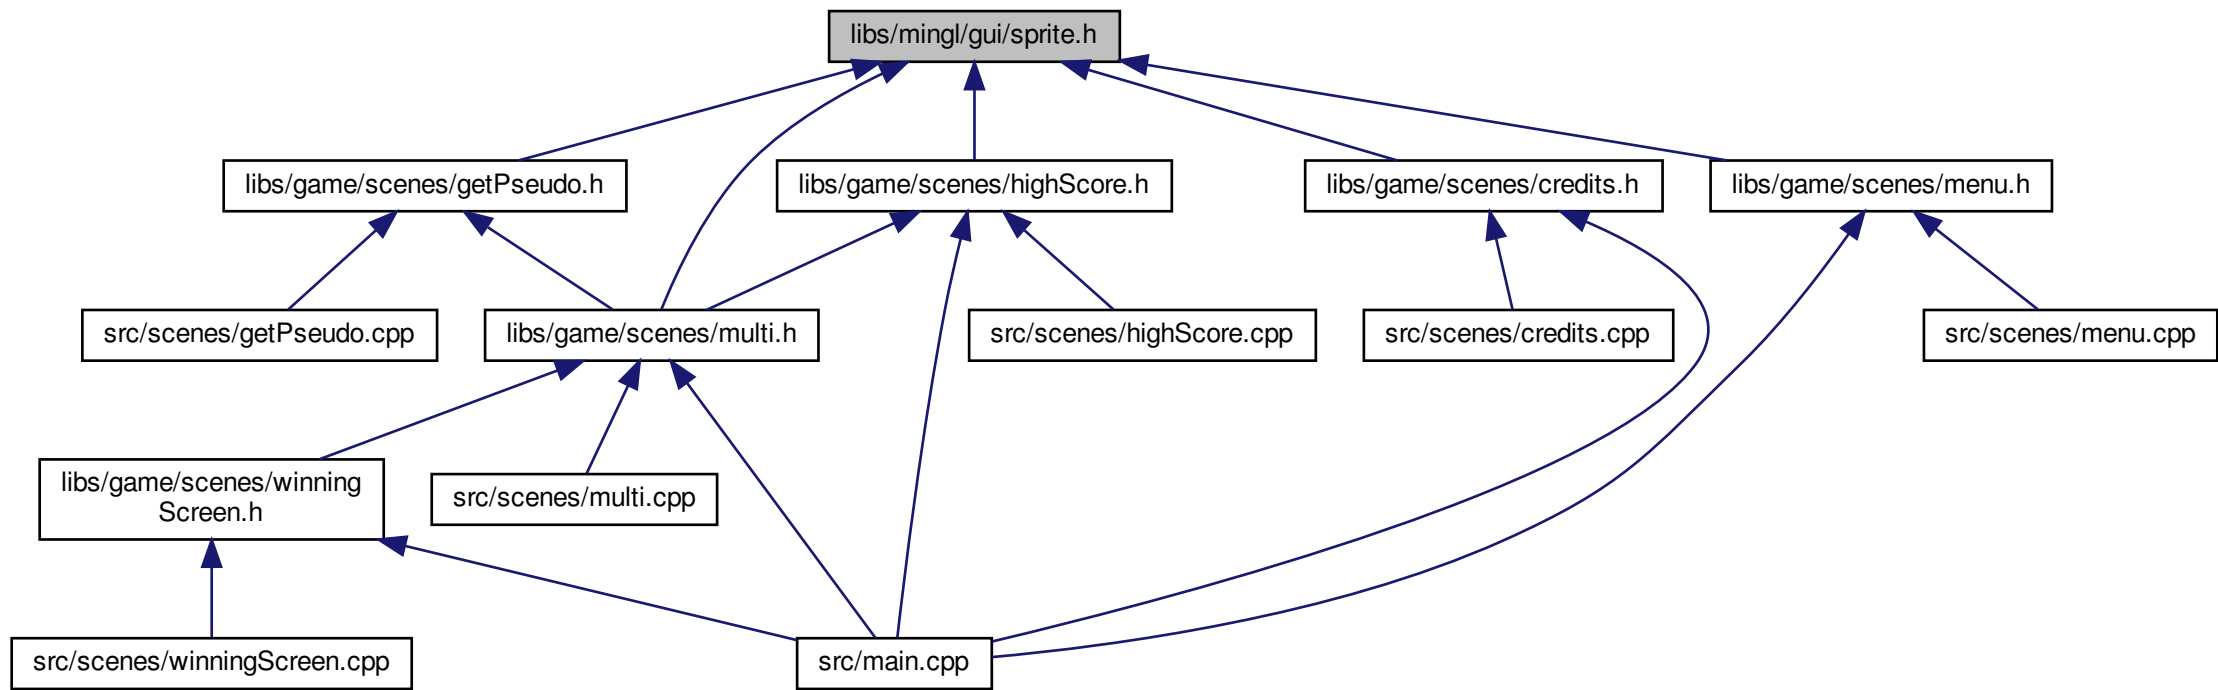 libs/mingl/gui/sprite.h
libs/game/scenes/getPseudo.h
libs/game/scenes/highScore.h
libs/game/scenes/credits.h
libs/game/scenes/menu.h
src/scenes/getPseudo.cpp
libs/game/scenes/multi.h
src/scenes/highScore.cpp
src/scenes/credits.cpp
src/scenes/menu.cpp
libs/game/scenes/winning
Screen.h
src/scenes/multi.cpp
src/scenes/winningScreen.cpp
src/main.cpp